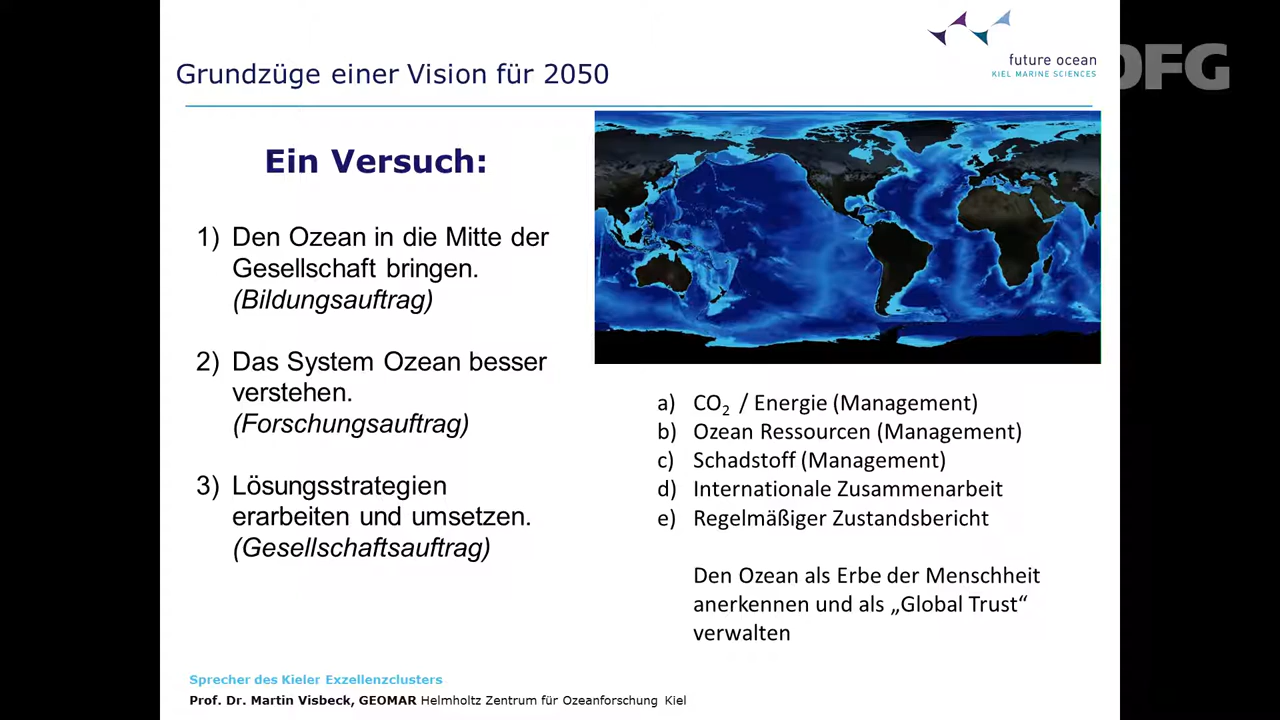 future ocean
KIEL MARINE SCIENCES
DFG
Grundzüge einer Vision für 2050
Ein Versuch:
1) Den Ozean in die Mitte der
Gesellschaft bringen.
(Bildungsauftrag)
2) Das System Ozean besser
verstehen.
(Forschungsauftrag)
3) Lösungsstrategien
erarbeiten und umsetzen.
(Gesellschaftsauftrag)
a) CO₂ / Energie (Management)
b) Ozean Ressourcen (Management)
c) Schadstoff (Management)
d) Internationale Zusammenarbeit
e) Regelmäßiger Zustandsbericht
Den Ozean als Erbe der Menschheit
anerkennen und als „Global Trust“
verwalten
Sprecher des Kieler Exzellenzclusters
Prof. Dr. Martin Visbeck, GEOMAR Helmholtz Zentrum für Ozeanforschung Kiel